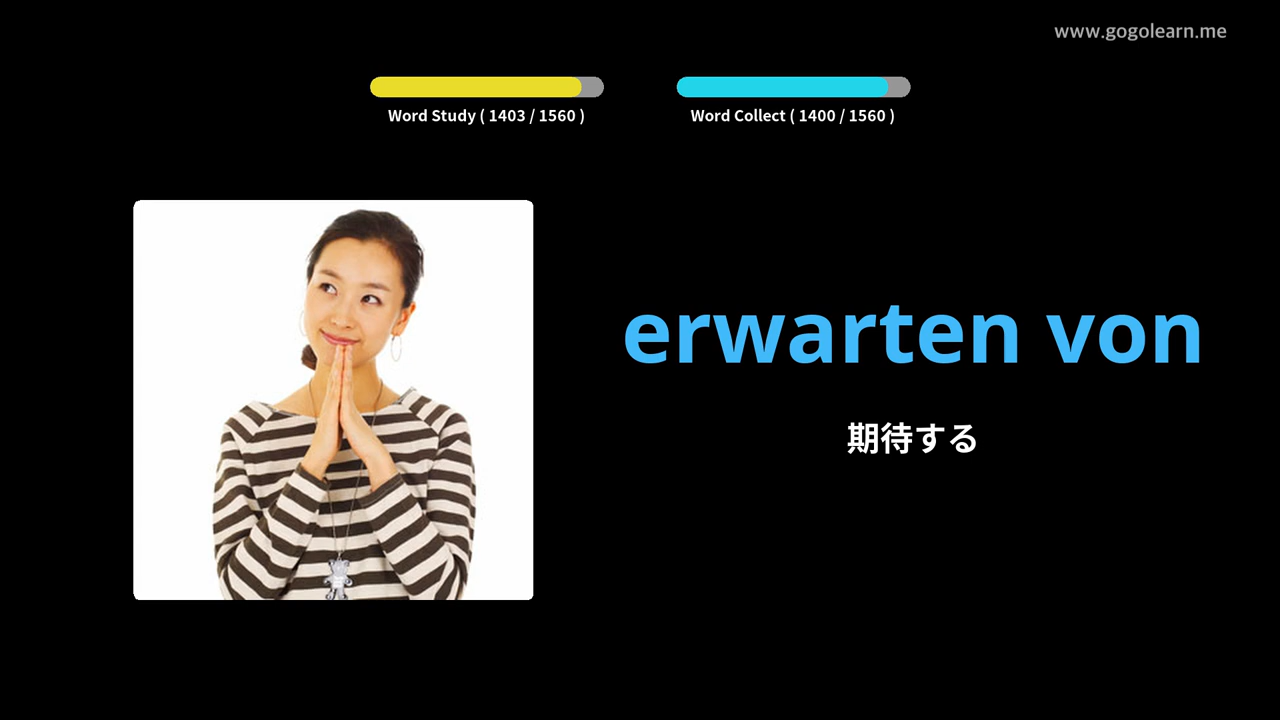 www.gogolearn.me
Word Study ( 1403 / 1560 )
Word Collect ( 1400 / 1560 )
erwarten von
期待する